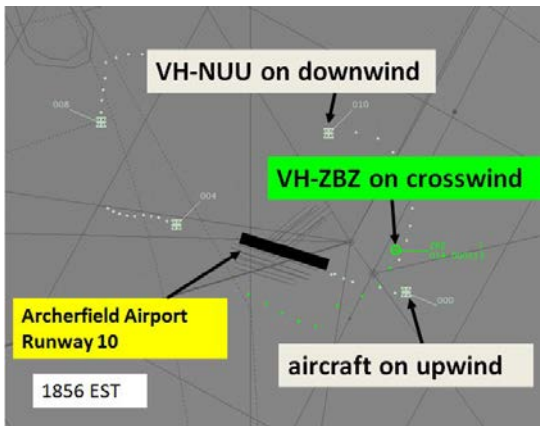 VH-NUU on downwind
008
010
VH-ZBZ on crosswind
004
Archerfield Airport
Runway 10
000
aircraft on upwind
1856 EST